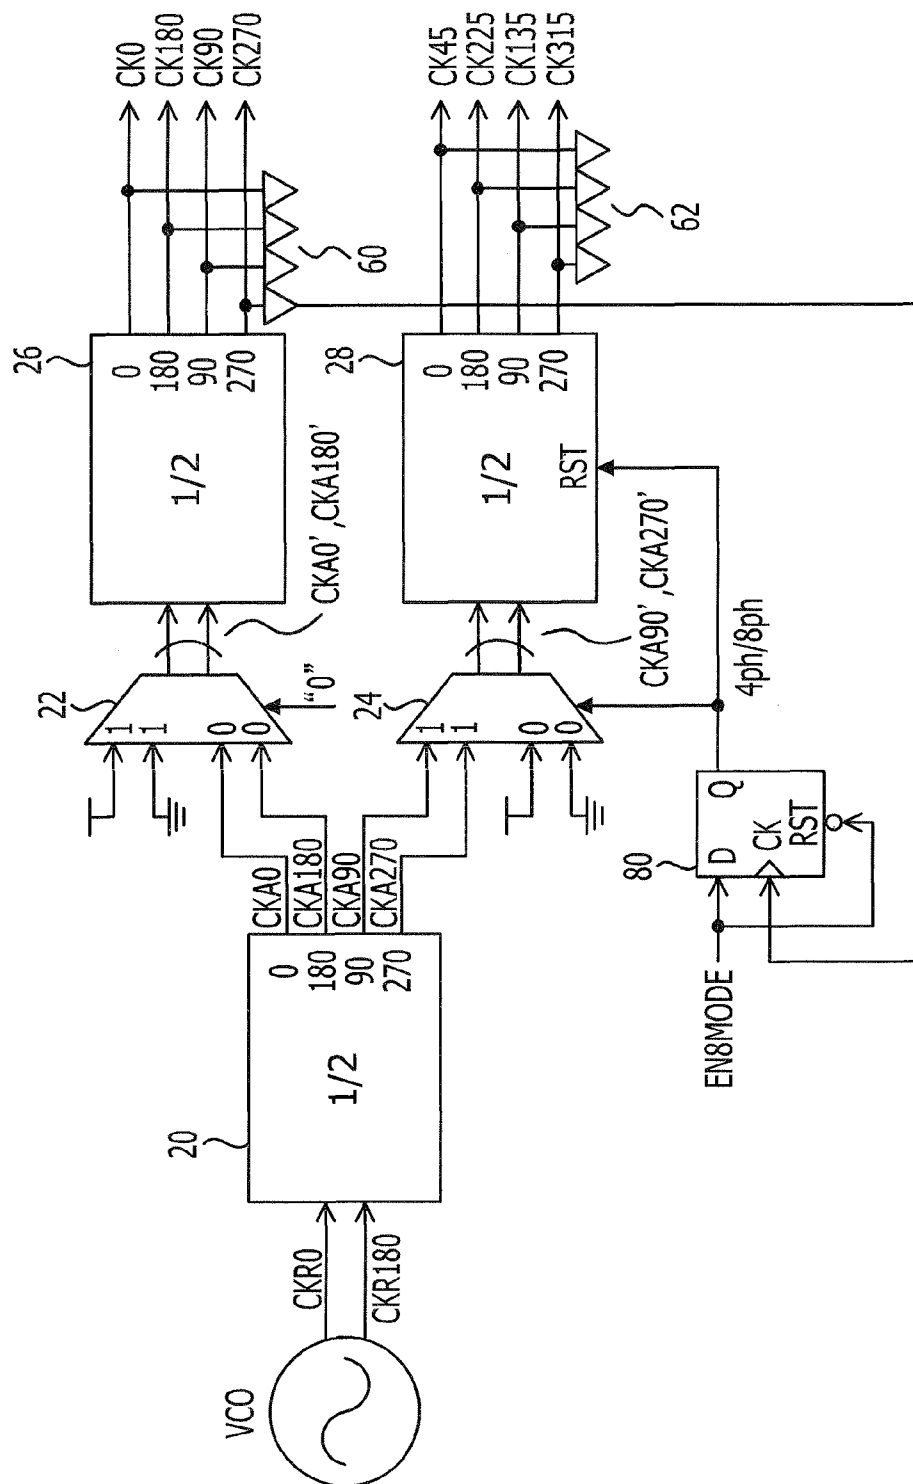 VCO
CKR0
CKR180
20
1/2
0
180
90
270
CKA0
CKA180
CKA90
CKA270
22
1
1
0
0
"0"
CKA0',CKA180'
26
1/2
0
180
90
270
CK0
CK180
CK90
CK270
60
24
1
1
0
0
CKA90',CKA270'
28
1/2
RST
0
180
90
270
CK45
CK225
CK135
CK315
62
EN8MODE
80
D
Q
CK
RST
4ph/8ph